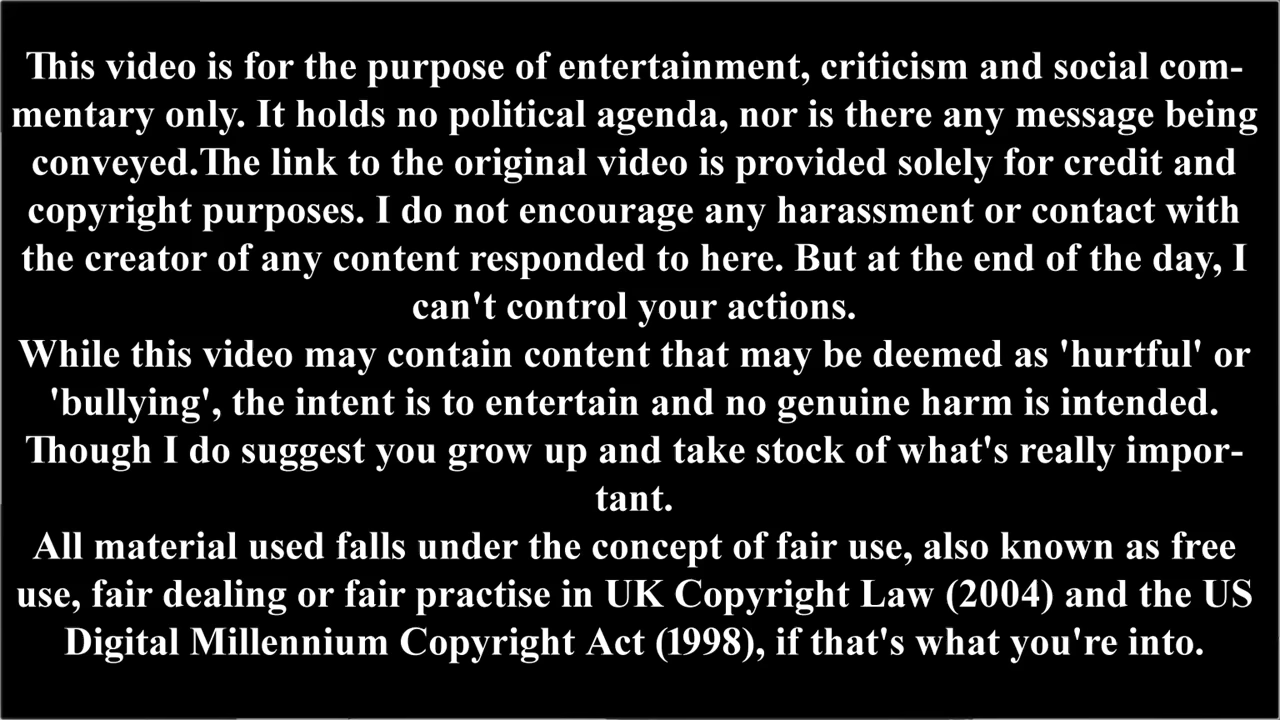 This video is for the purpose of entertainment, criticism and social com-
mentary only. It holds no political agenda, nor is there any message being
conveyed.The link to the original video is provided solely for credit and
copyright purposes. I do not encourage any harassment or contact with
the creator of any content responded to here. But at the end of the day, I
can't control your actions.
While this video may contain content that may be deemed as 'hurtful' or
'bullying', the intent is to entertain and no genuine harm is intended.
Though I do suggest you grow up and take stock of what's really impor-
tant.
All material used falls under the concept of fair use, also known as free
use, fair dealing or fair practise in UK Copyright Law (2004) and the US
Digital Millennium Copyright Act (1998), if that's what you're into.